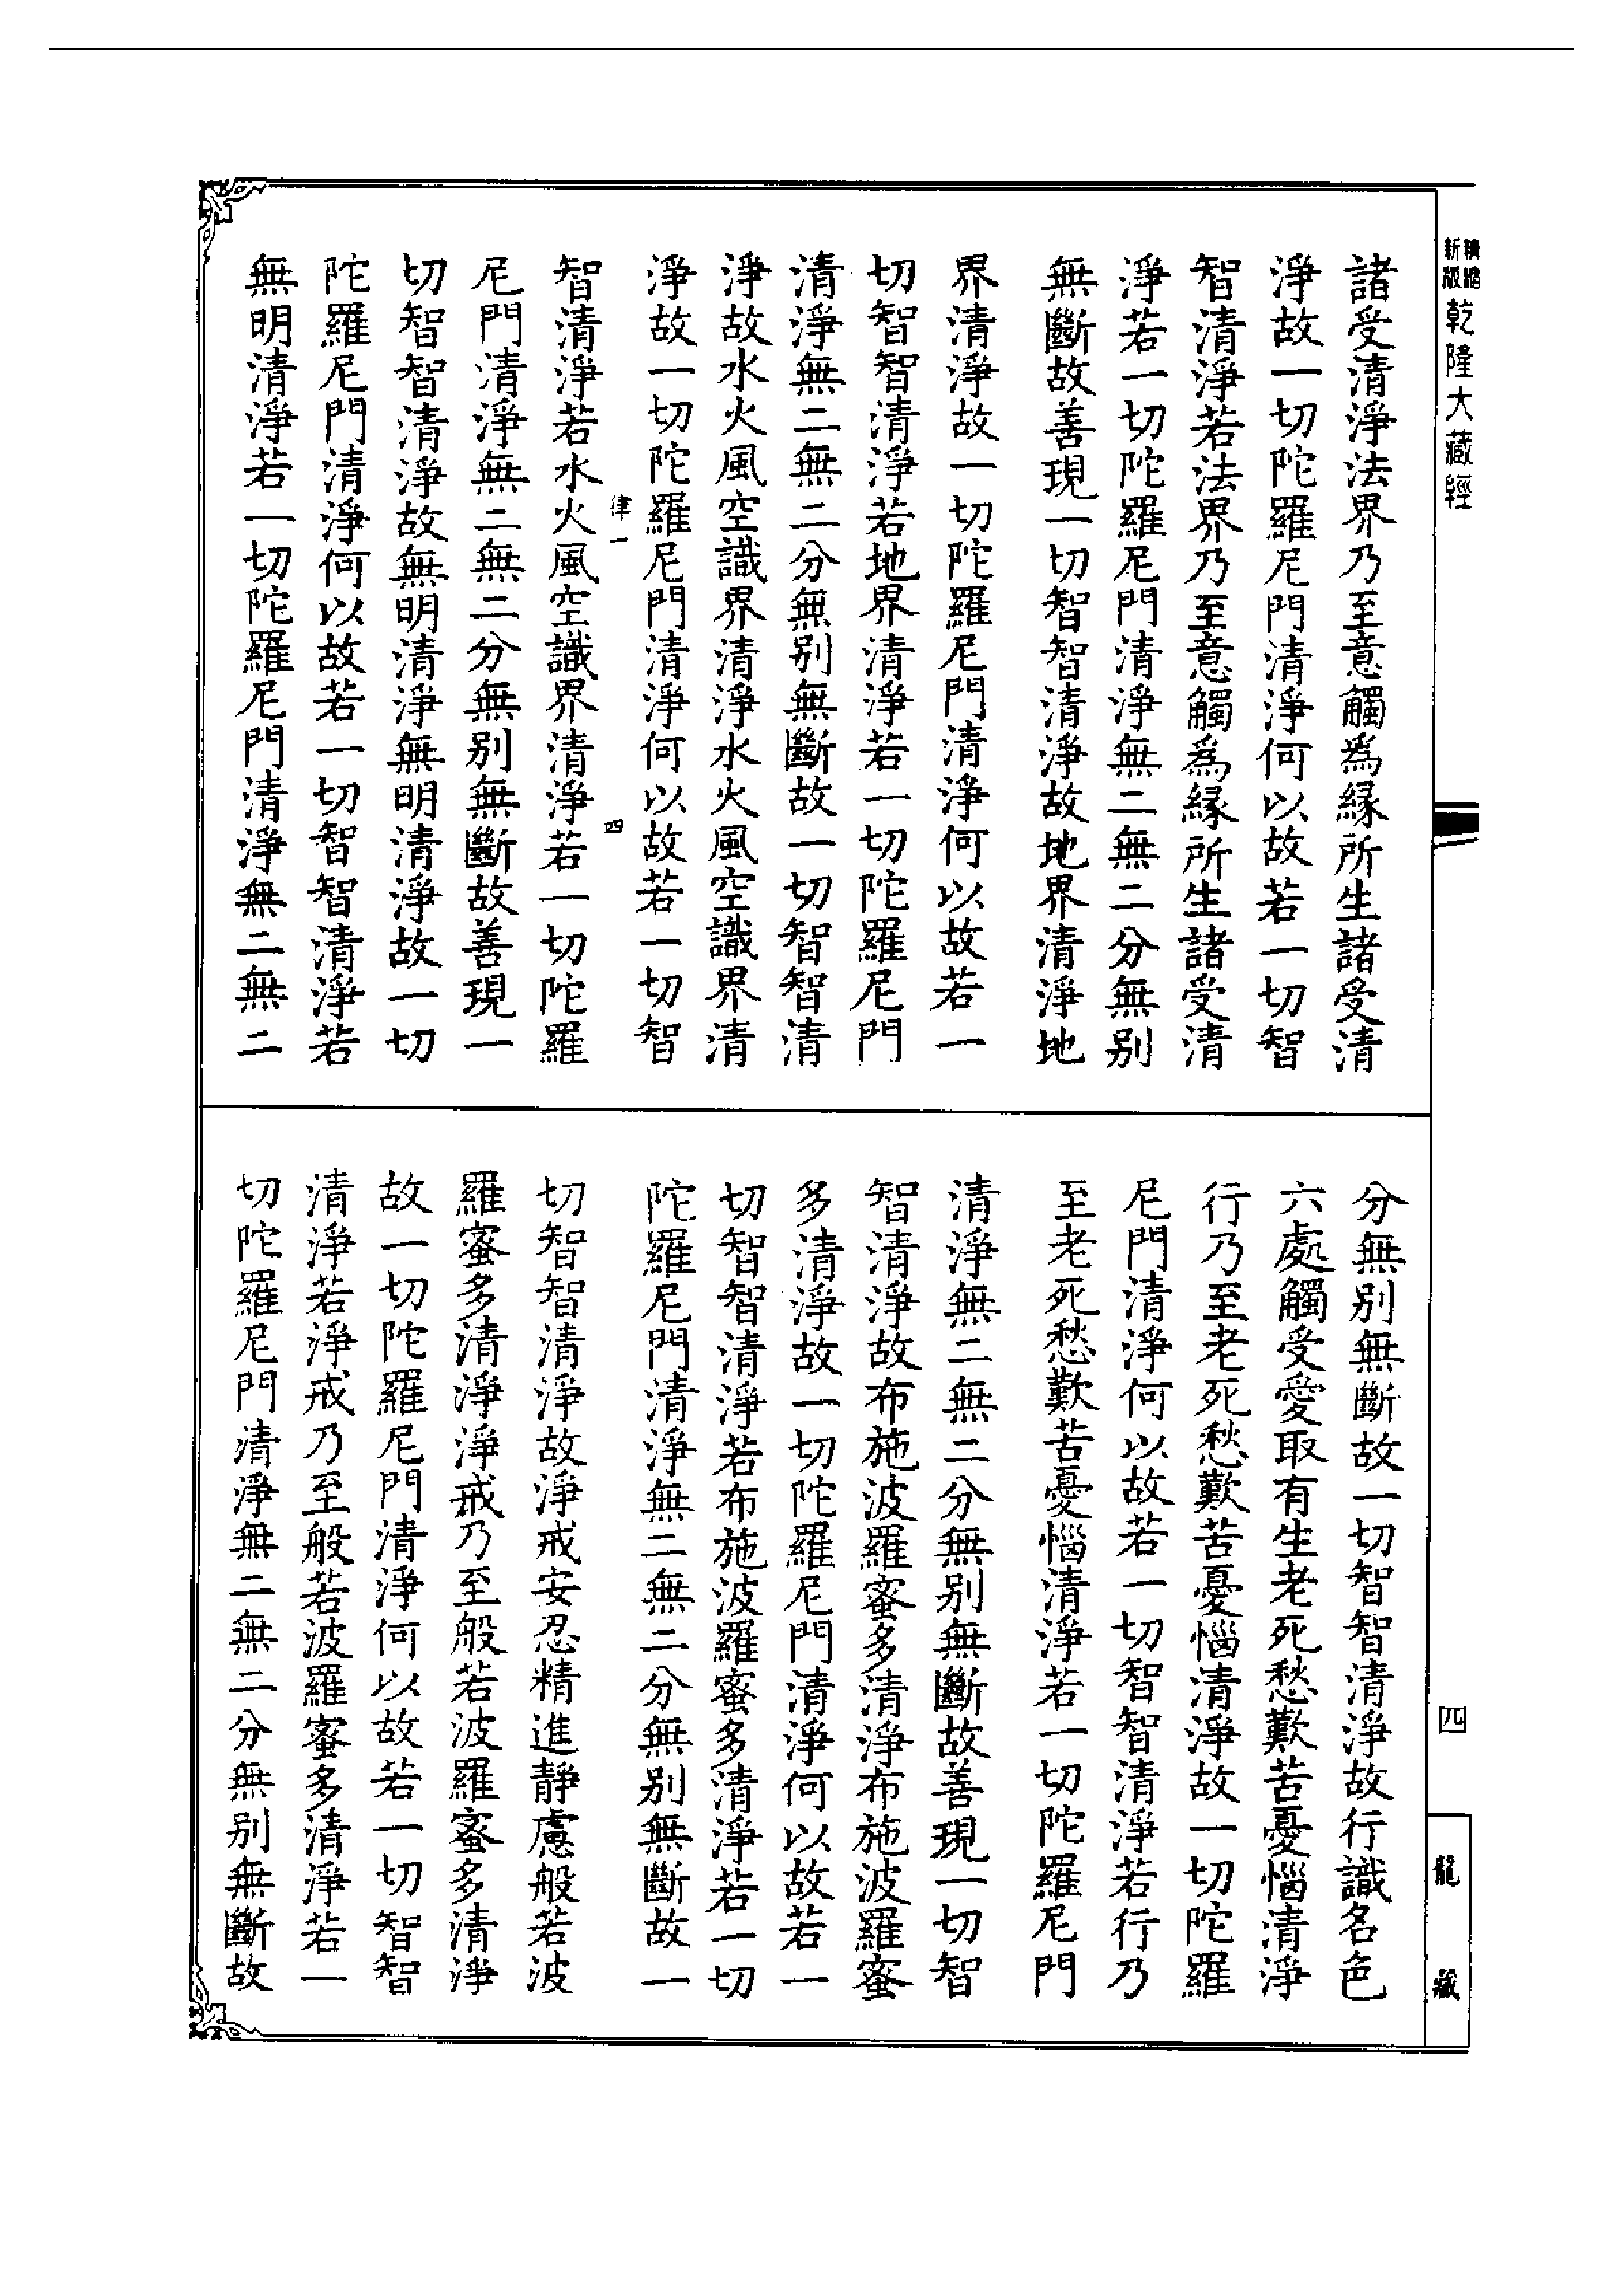 新版
乾隆大藏經
諸受清淨法界乃至意觸為緣所生諸受清
淨故一切陀羅尼門清淨何以故若一切智
智清淨若法界乃至意觸為緣所生諸受清
淨若一切陀羅尼門清淨無二無二分無別
無斷故善現一切智智清淨故地界清淨地
界清淨故一切陀羅尼門清淨何以故若一
切智智清淨若地界清淨若一切陀羅尼門
清淨無二無二分無別無斷故一切智智清
淨故水火風空識界清淨水火風空識界清
淨故一切陀羅尼門清淨何以故若一切智
律一
四
智清淨若水火風空識界清淨若一切陀羅
尼門清淨無二無二分無別無斷故善現一
切智智清淨故無明清淨無明清淨故一切
陀羅尼門清淨何以故若一切智智清淨若
無明清淨若一切陀羅尼門清淨無二無二
分無別無斷故一切智智清淨故行識名色
六處觸受愛取有生老死愁歎苦憂惱清淨
行乃至老死愁歎苦憂惱清淨故一切陀羅
尼門清淨何以故若一切智智清淨若行乃
至老死愁歎苦憂惱清淨若一切陀羅尼門
清淨無二無二分無別無斷故善現一切智
智清淨故布施波羅蜜多清淨布施波羅蜜
多清淨故一切陀羅尼門清淨何以故若一
切智智清淨若布施波羅蜜多清淨若一切
陀羅尼門清淨無二無二分無別無斷故一
切智智清淨故淨戒安忍精進靜慮般若波
羅蜜多清淨淨戒乃至般若波羅蜜多清淨
故一切陀羅尼門清淨何以故若一切智智
清淨若淨戒乃至般若波羅蜜多清淨若一
切陀羅尼門清淨無二無二分無別無斷故
四
龍藏